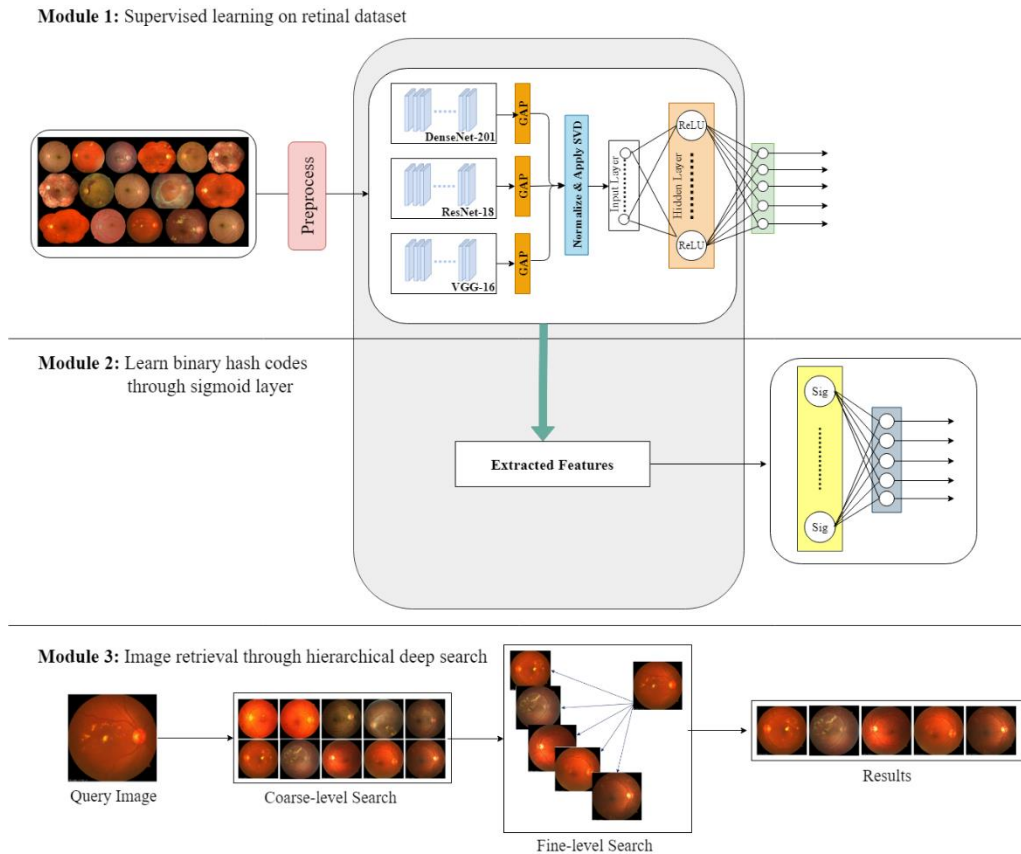 Module 1: Supervised learning on retinal dataset
Preprocess
DenseNet-201
GAP
ResNet-18
GAP
VGG-16
GAP
Normalize & Apply SVD
Input Layer
ReLU
Hidden Layer
ReLU
Module 2: Learn binary hash codes
through sigmoid layer
Extracted Features
Sig
Sig
Module 3: Image retrieval through hierarchical deep search
Query Image
Coarse-level Search
Fine-level Search
Results